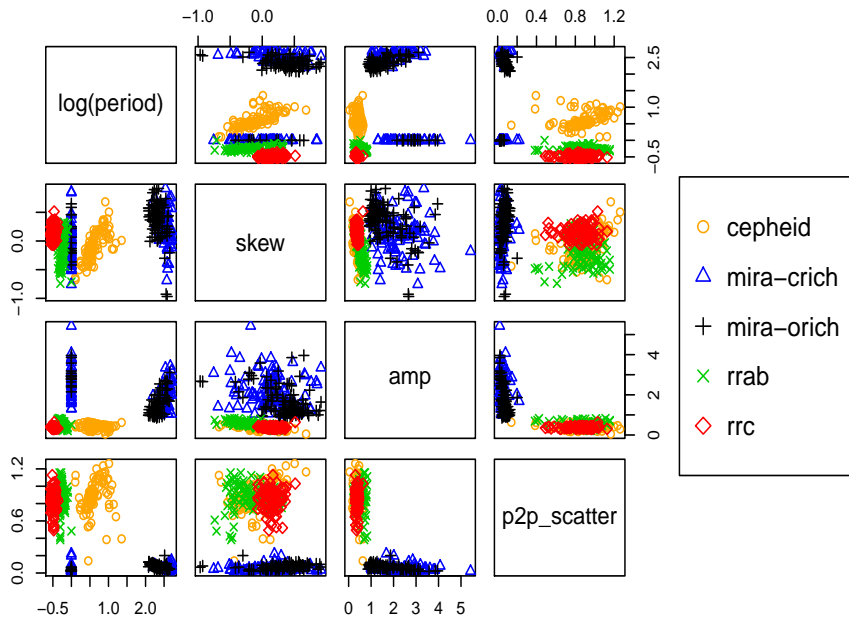 −1.0 0.0
0.0 0.4 0.8 1.2
log(period)
−0.5 1.0 2.5
−1.0 0.0
skew
cepheid
mira−crich
mira−orich
rrab
rrc
amp
0 2 4
0.0 0.6 1.2
p2p_scatter
−0.5 1.0 2.0
0 1 2 3 4 5